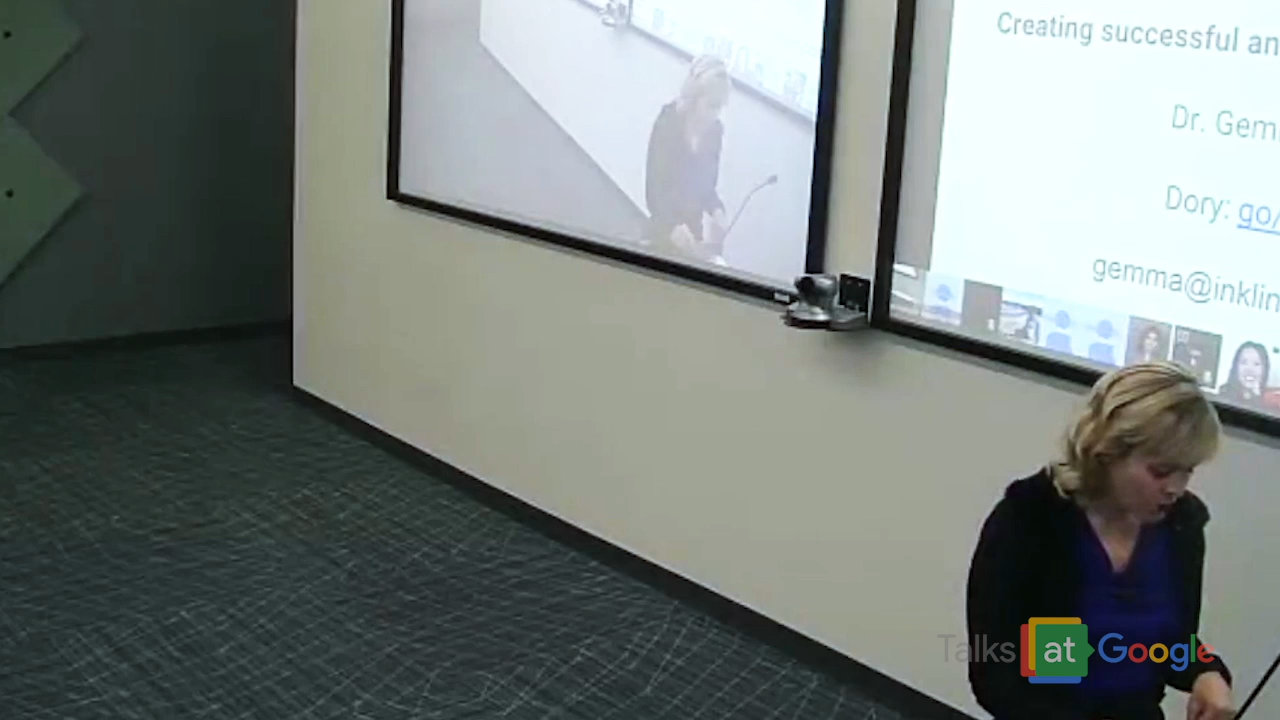 Creating successful an
Dr. Gem
Dory: go/
gemma@inklin
Talks at Google